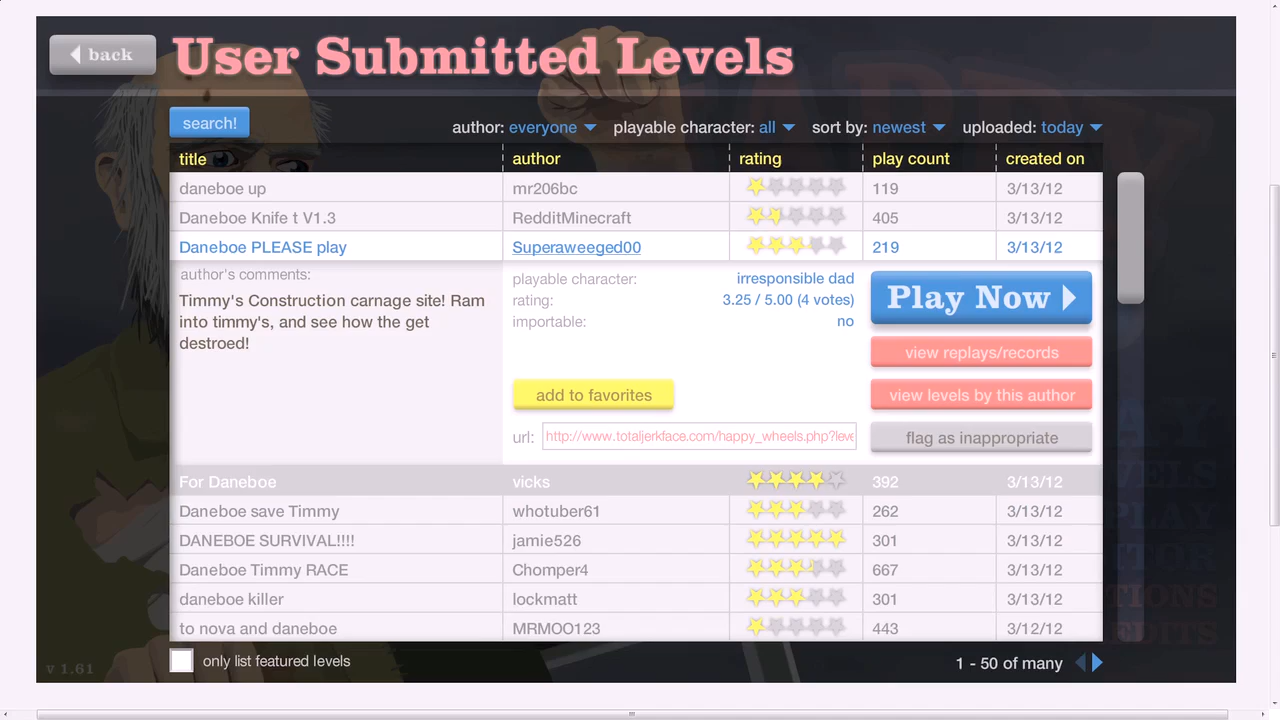 back
User Submitted Levels
search!
author: everyone playable character: all sort by: newest uploaded: today
title author rating play count created on
daneboe up mr206bc 119 3/13/12
Daneboe Knife t V1.3 RedditMinecraft 405 3/13/12
Daneboe PLEASE play Superaweeged00 219 3/13/12
author's comments:
Timmy's Construction carnage site! Ram
into timmy's, and see how the get
destroed!
playable character: irresponsible dad
rating: 3.25 / 5.00 (4 votes)
importable: no
add to favorites
url: http://www.totaljerkface.com/happy_wheels.php?leve
Play Now
view replays/records
view levels by this author
flag as inappropriate
For Daneboe vicks 392 3/13/12
Daneboe save Timmy whotuber61 262 3/13/12
DANEBOE SURVIVAL!!!! jamie526 301 3/13/12
Daneboe Timmy RACE Chomper4 667 3/13/12
daneboe killer lockmatt 301 3/13/12
to nova and daneboe MRMOO123 443 3/12/12
only list featured levels
1 - 50 of many
v 1.61